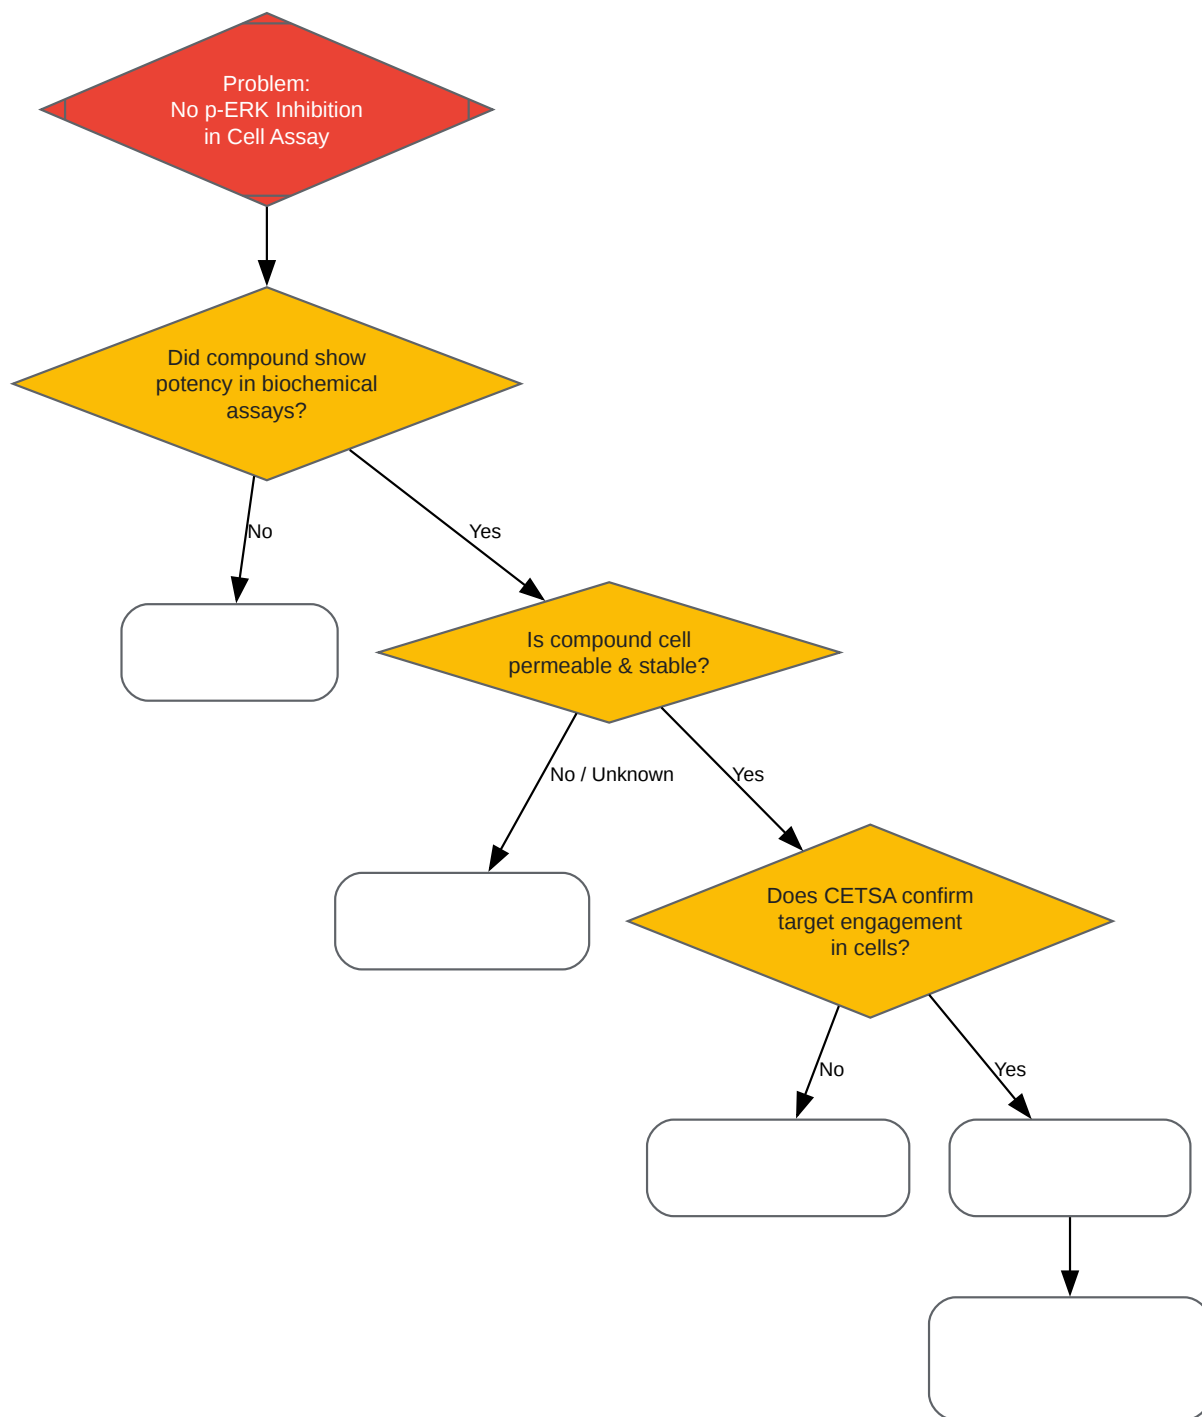 Problem:
No p-ERK Inhibition
in Cell Assay
Did compound show
potency in biochemical
assays?
No
Yes
Is compound cell
permeable & stable?
No / Unknown
Yes
Does CETSA confirm
target engagement
in cells?
No
Yes